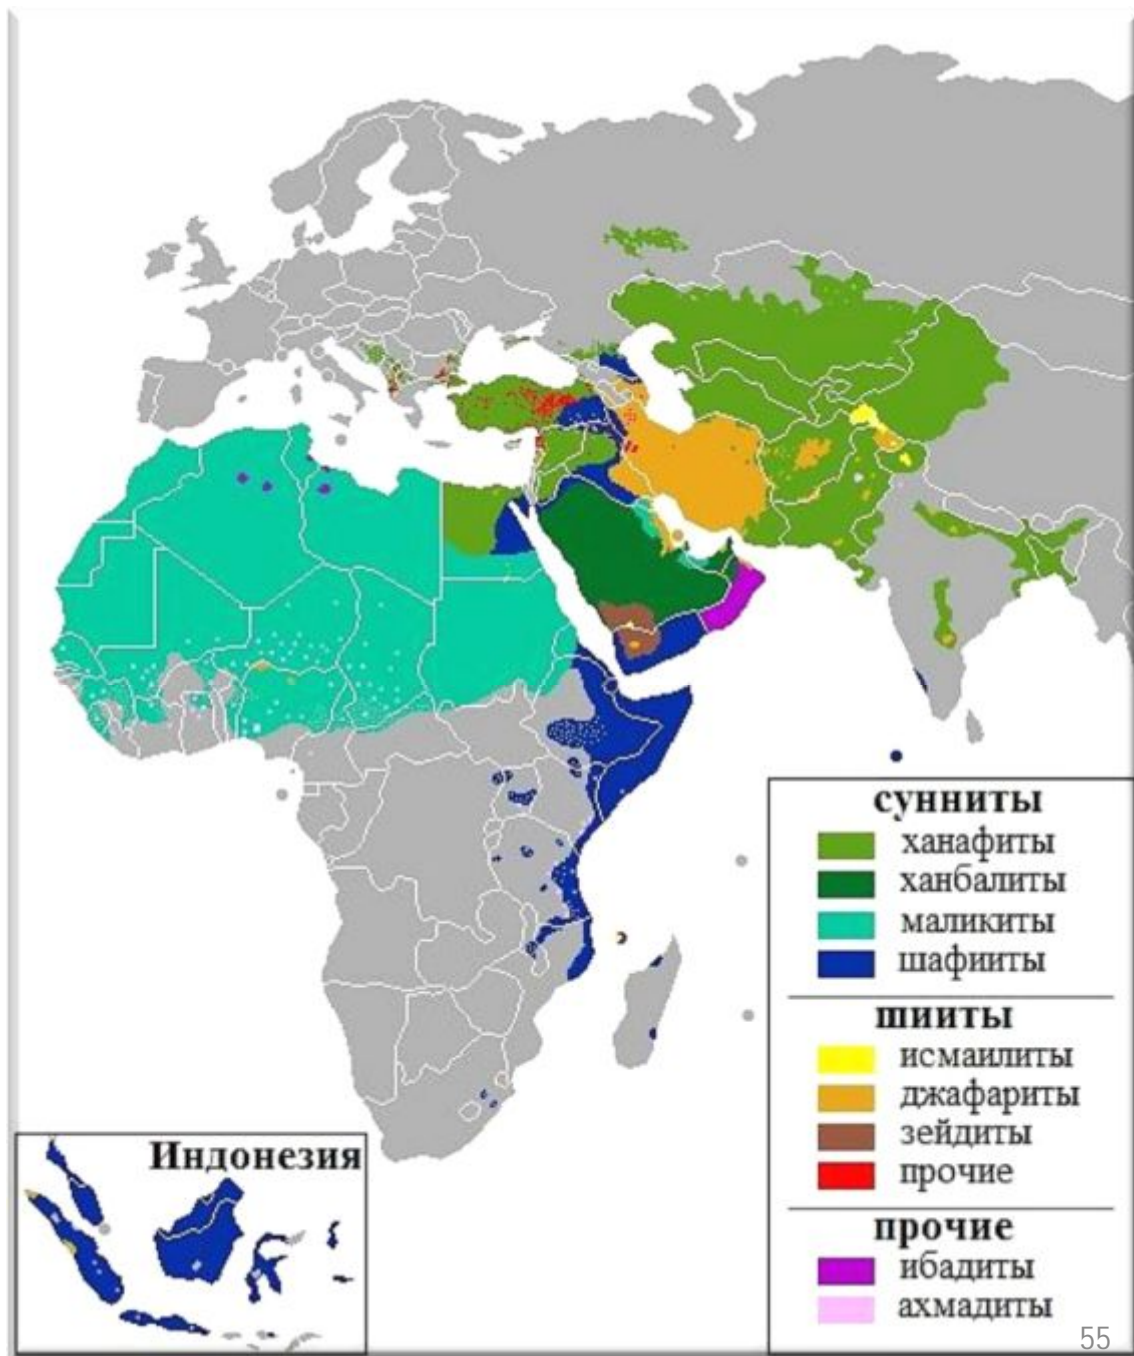 сунниты
ханафиты
ханбалиты
маликиты
шафииты
шииты
исмаилиты
джафариты
зейдиты
прочие
прочие
ибадиты
ахмадиты
Индонезия
55